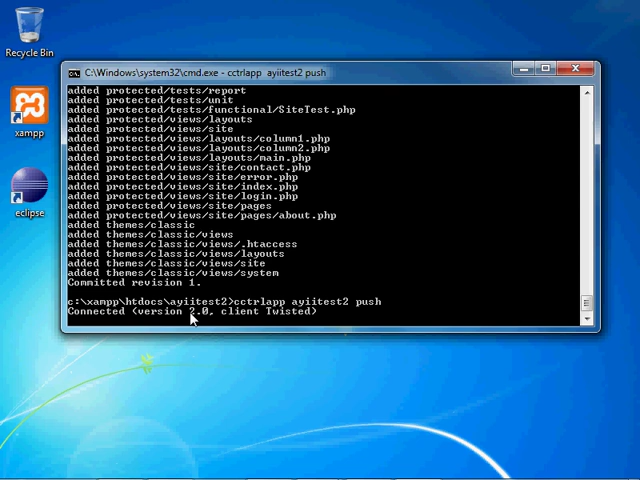 Recycle Bin
xampp
eclipse
C:\Windows\system32\cmd.exe - cctrlapp ayiitest2 push
added protected/tests/report
added protected/tests/unit
added protected/tests/functional/SiteTest.php
added protected/views/layouts
added protected/views/site
added protected/views/layouts/column1.php
added protected/views/layouts/column2.php
added protected/views/layouts/main.php
added protected/views/site/contact.php
added protected/views/site/error.php
added protected/views/site/index.php
added protected/views/site/login.php
added protected/views/site/pages
added protected/views/site/pages/about.php
added themes/classic
added themes/classic/views
added themes/classic/views/.htaccess
added themes/classic/views/layouts
added themes/classic/views/site
added themes/classic/views/system
Committed revision 1.
c:\xampp\htdocs\ayiitest2>cctrlapp ayiitest2 push
Connected (version 2.0, client Twisted)